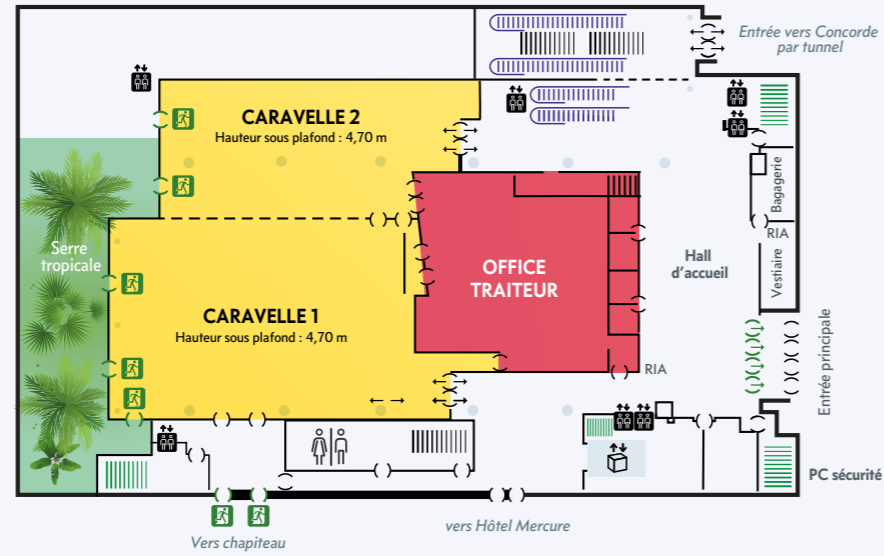 Entrée vers Concorde
par tunnel
CARAVELLE 2
Hauteur sous plafond : 4,70 m
Bagagerie
RIA
Vestiaire
Serre
tropicale
Hall
d'accueil
OFFICE
TRAITEUR
CARAVELLE 1
Hauteur sous plafond : 4,70 m
Entrée principale
RIA
PC sécurité
vers Hôtel Mercure
Vers chapiteau